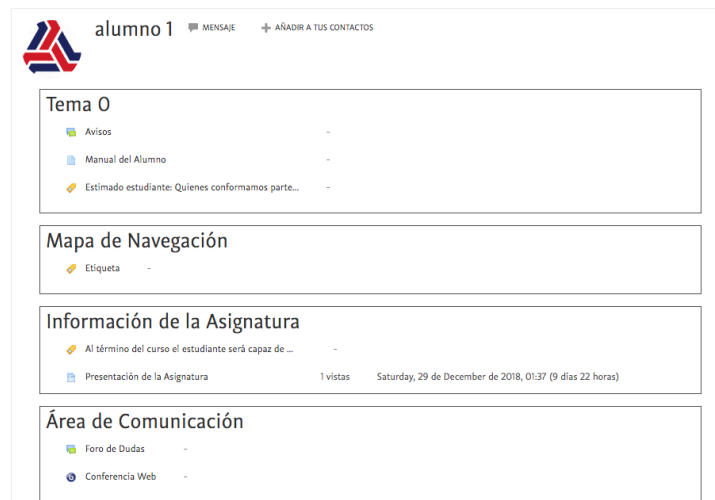 alumno 1 MENSAJE AÑADIR A TUS CONTACTOS
Tema 0
Avisos -
Manual del Alumno -
Estimado estudiante: Quienes conformamos parte... -
Mapa de Navegación
Etiqueta -
Información de la Asignatura
Al término del curso el estudiante será capaz de ... -
Presentación de la Asignatura 1 vistas Saturday, 29 de December de 2018, 01:37 (9 días 22 horas)
Área de Comunicación
Foro de Dudas -
Conferencia Web -